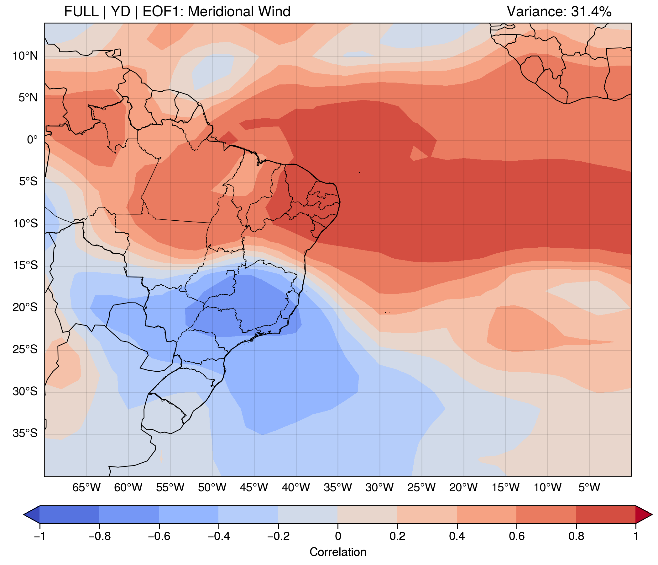 FULL | YD | EOF1: Meridional Wind Variance: 31.4%
10°N
5°N
0°
5°S
10°S
15°S
20°S
25°S
30°S
35°S
65°W 60°W 55°W 50°W 45°W 40°W 35°W 30°W 25°W 20°W 15°W 10°W 5°W
−1 −0.8 −0.6 −0.4 −0.2 0 0.2 0.4 0.6 0.8 1
Correlation